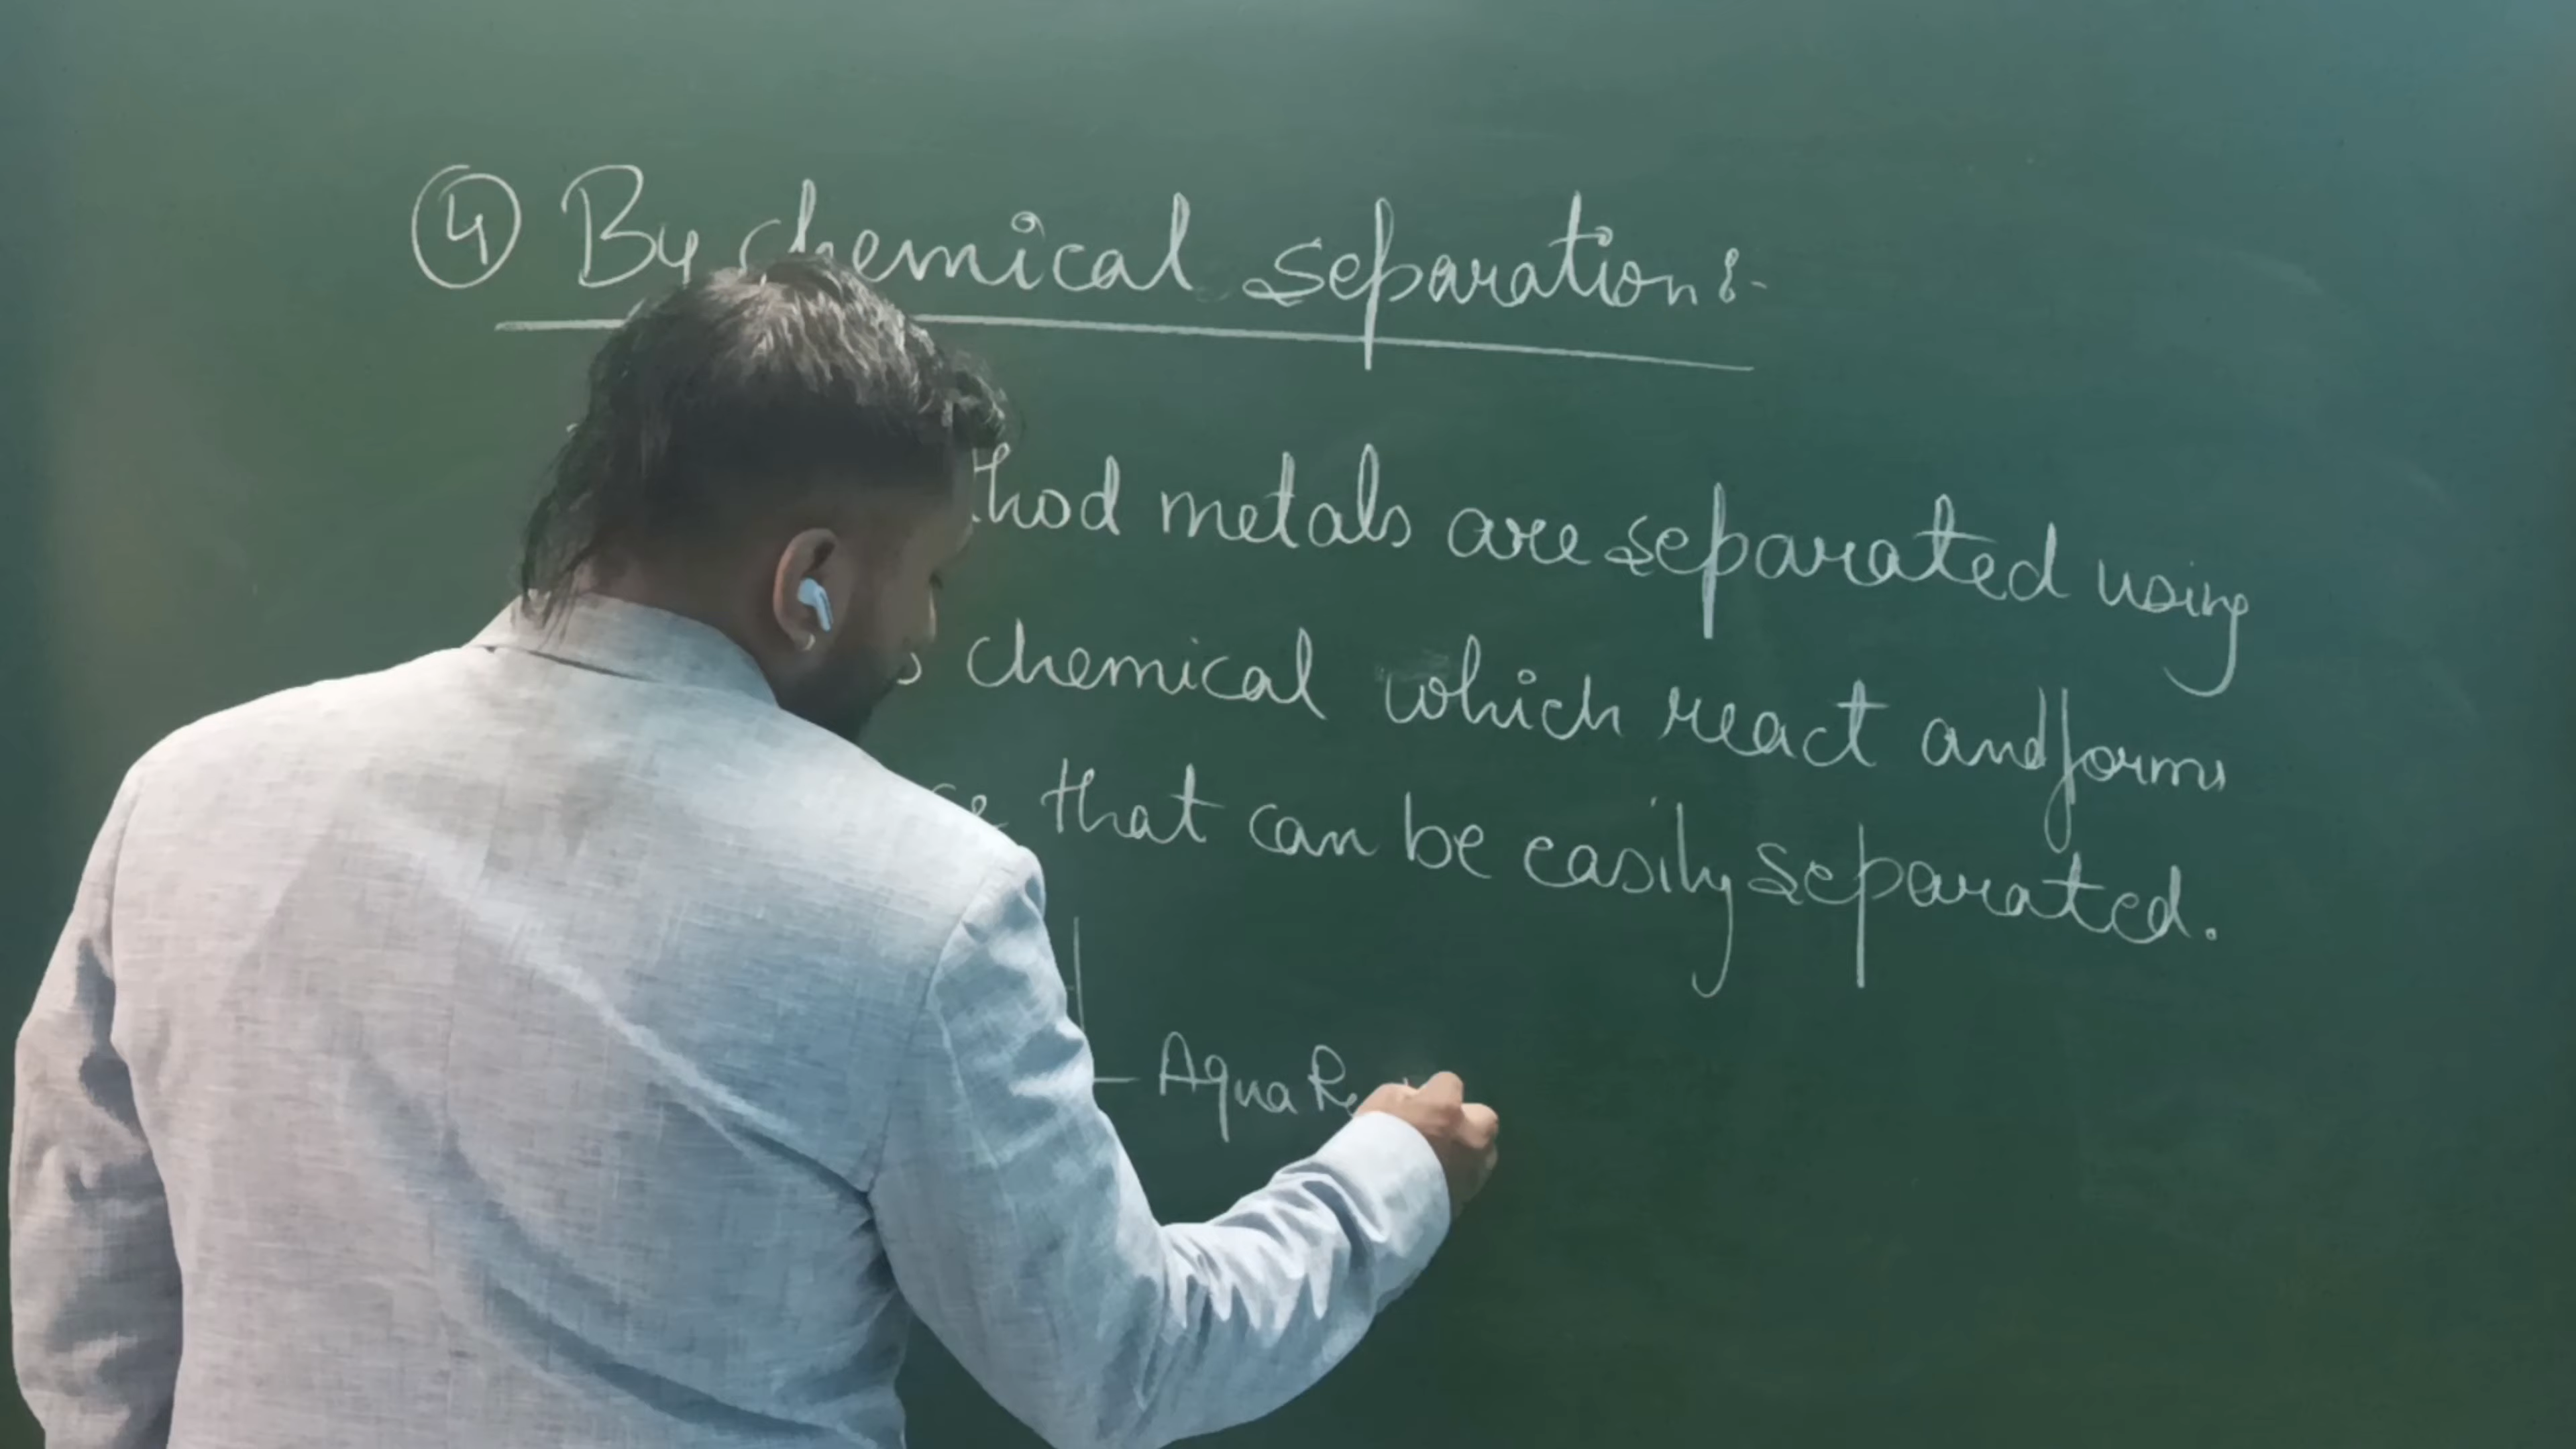 ④ By chemical separation :-
metals are separated using
chemical which react and forms
that can be easily separated.
- Aqua